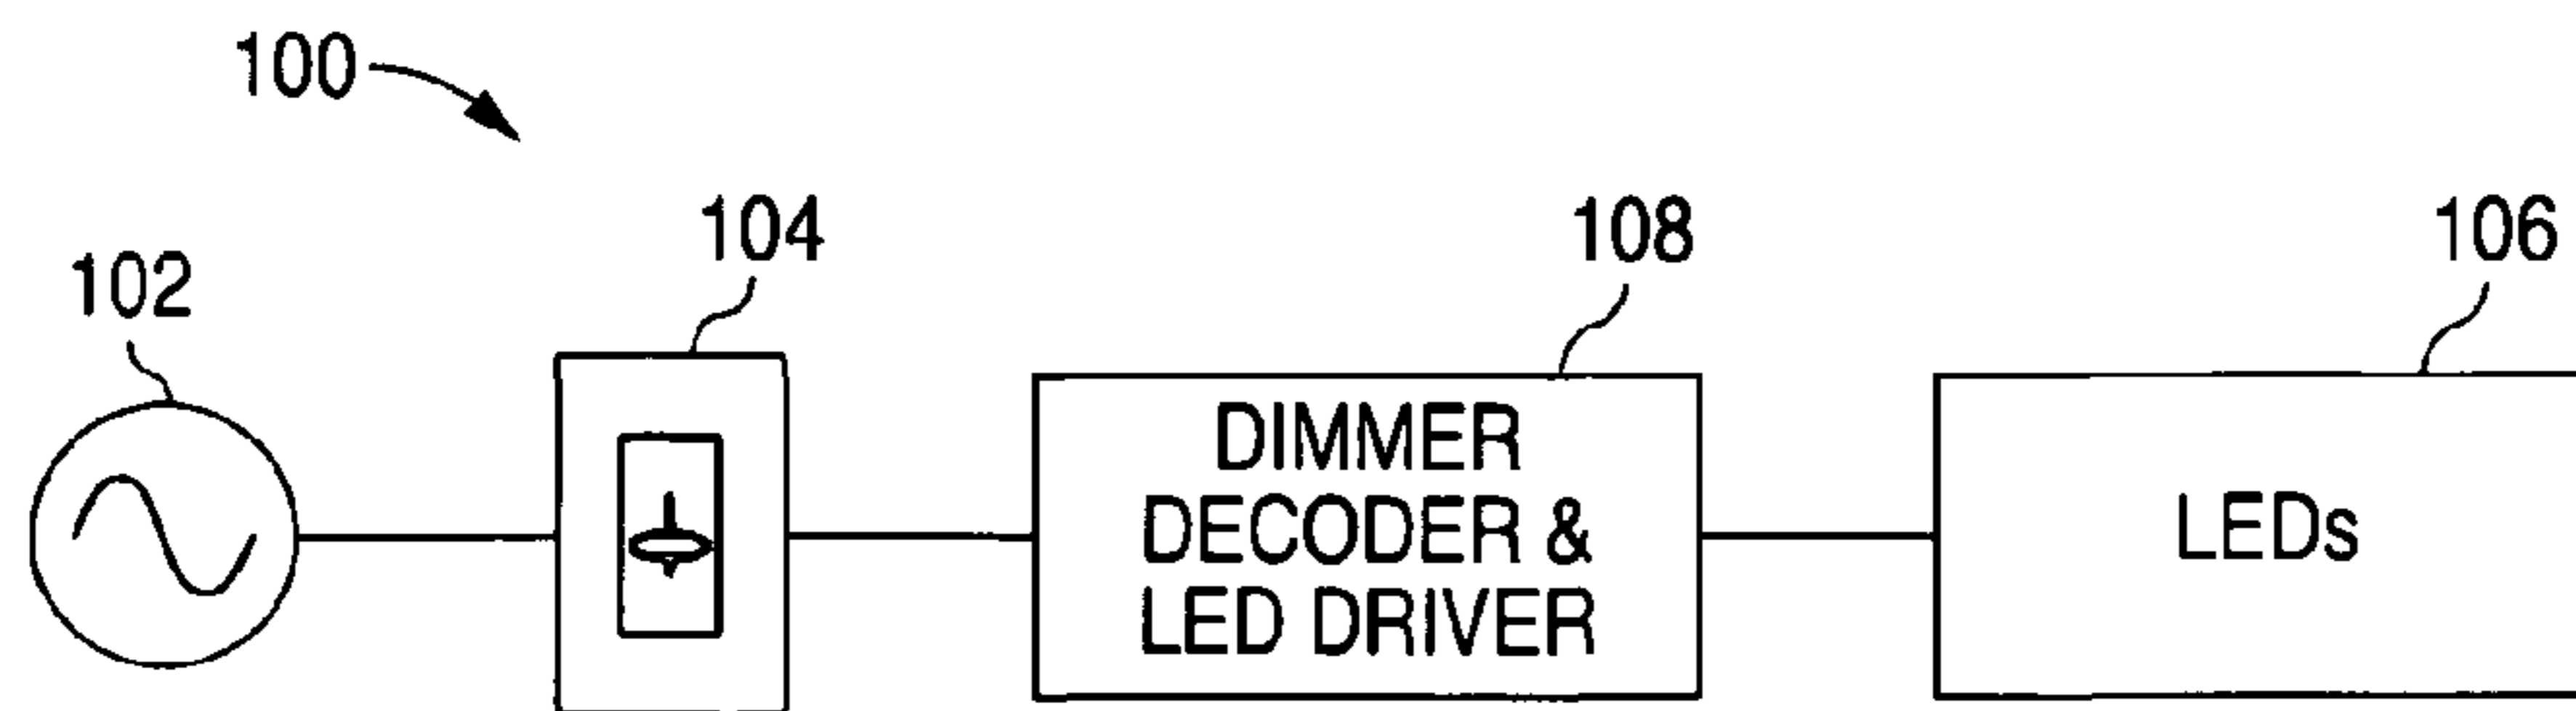 100
104
108
106
102
DIMMER
DECODER &
LED DRIVER
LEDs